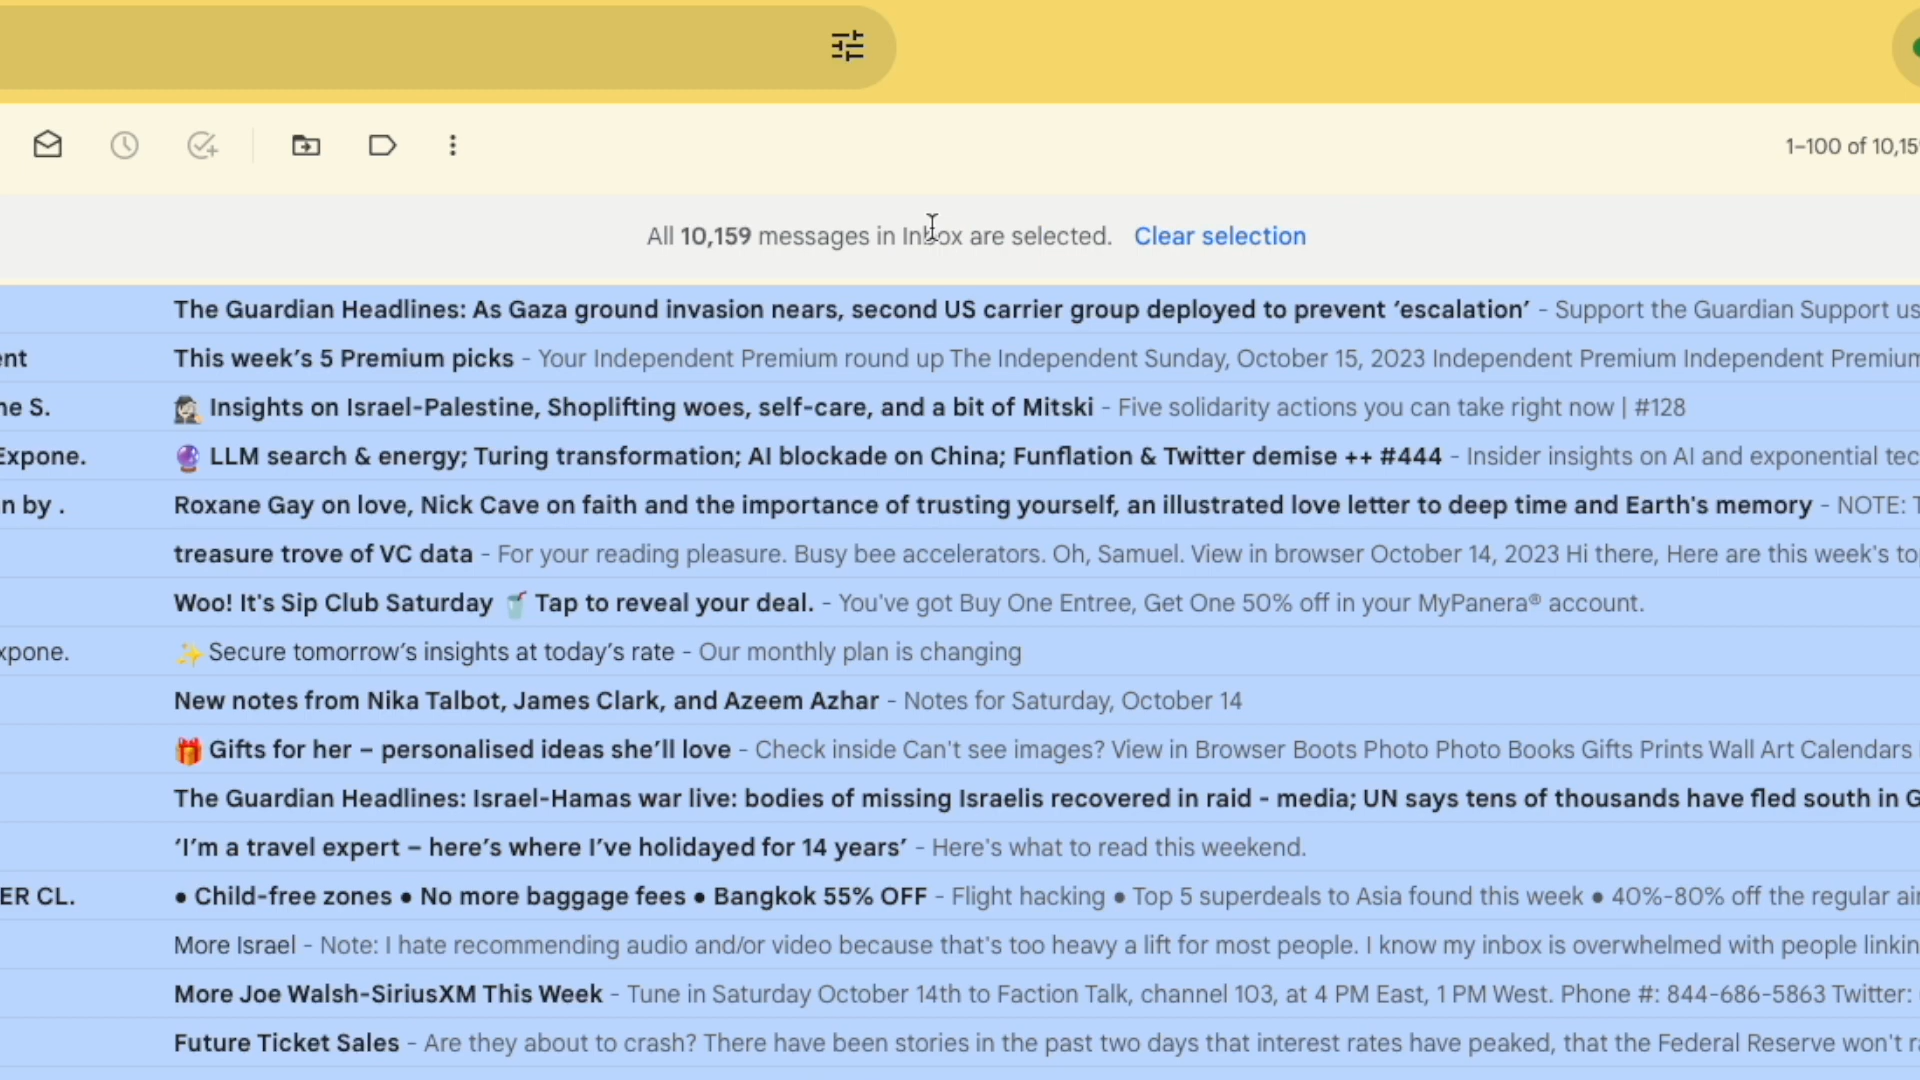 1–100 of 10,15
All 10,159 messages in Inbox are selected. Clear selection
The Guardian Headlines: As Gaza ground invasion nears, second US carrier group deployed to prevent ‘escalation’ - Support the Guardian Support us
ent This week’s 5 Premium picks - Your Independent Premium round up The Independent Sunday, October 15, 2023 Independent Premium Independent Premium
ne S. 🕵🏻‍♀️ Insights on Israel-Palestine, Shoplifting woes, self-care, and a bit of Mitski - Five solidarity actions you can take right now | #128
Expone. 🔮 LLM search & energy; Turing transformation; AI blockade on China; Funflation & Twitter demise ++ #444 - Insider insights on AI and exponential tec
n by . Roxane Gay on love, Nick Cave on faith and the importance of trusting yourself, an illustrated love letter to deep time and Earth's memory - NOTE: T
treasure trove of VC data - For your reading pleasure. Busy bee accelerators. Oh, Samuel. View in browser October 14, 2023 Hi there, Here are this week's to
Woo! It's Sip Club Saturday 🥤 Tap to reveal your deal. - You've got Buy One Entree, Get One 50% off in your MyPanera® account.
xpone. ✨ Secure tomorrow’s insights at today’s rate - Our monthly plan is changing
New notes from Nika Talbot, James Clark, and Azeem Azhar - Notes for Saturday, October 14
🎁 Gifts for her – personalised ideas she’ll love - Check inside Can't see images? View in Browser Boots Photo Photo Books Gifts Prints Wall Art Calendars
The Guardian Headlines: Israel-Hamas war live: bodies of missing Israelis recovered in raid - media; UN says tens of thousands have fled south in G
‘I’m a travel expert – here’s where I’ve holidayed for 14 years’ - Here's what to read this weekend.
ER CL. ● Child-free zones ● No more baggage fees ● Bangkok 55% OFF - Flight hacking ● Top 5 superdeals to Asia found this week ● 40%-80% off the regular ai
More Israel - Note: I hate recommending audio and/or video because that's too heavy a lift for most people. I know my inbox is overwhelmed with people linkin
More Joe Walsh-SiriusXM This Week - Tune in Saturday October 14th to Faction Talk, channel 103, at 4 PM East, 1 PM West. Phone #: 844-686-5863 Twitter:
Future Ticket Sales - Are they about to crash? There have been stories in the past two days that interest rates have peaked, that the Federal Reserve won't r